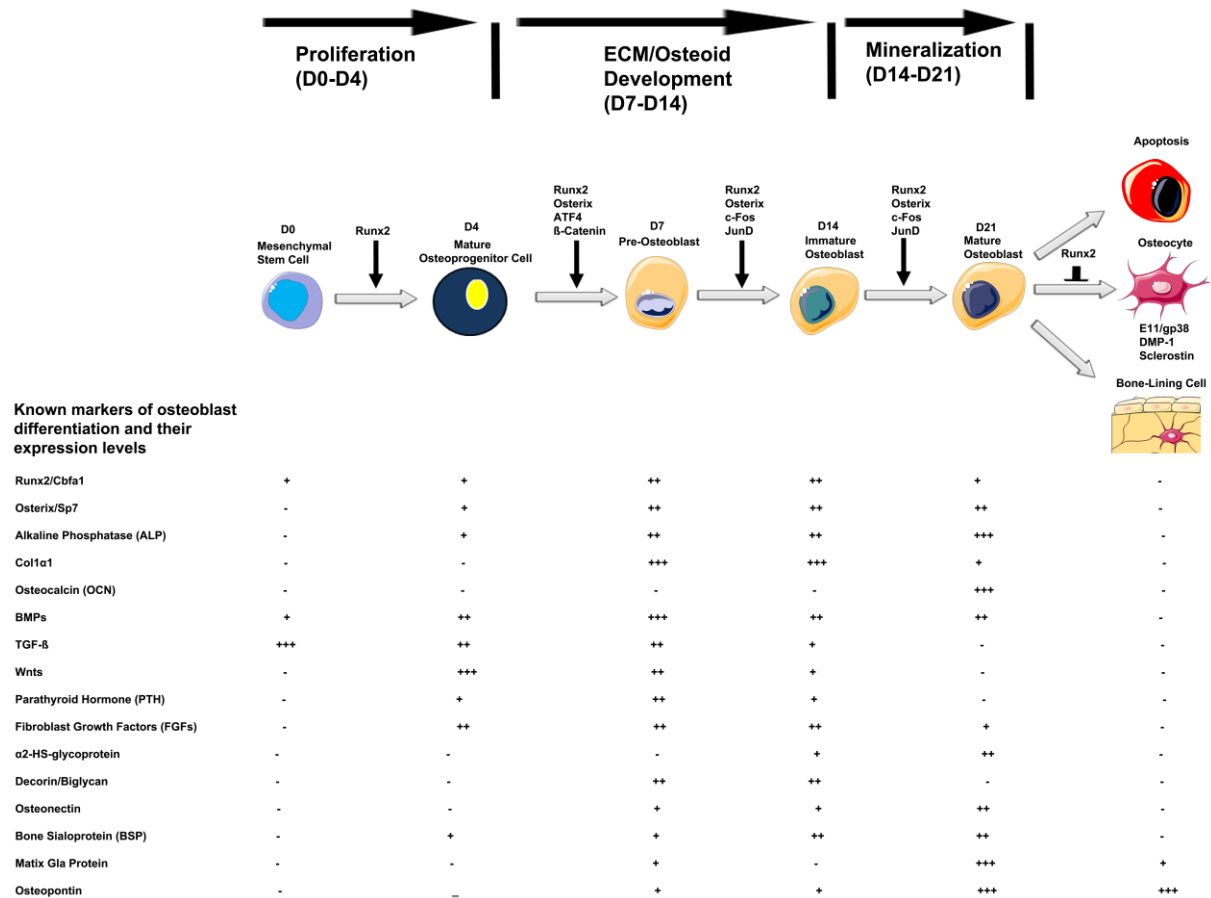 Proliferation
(D0-D4)
ECM/Osteoid
Development
(D7-D14)
Mineralization
(D14-D21)
Apoptosis
D0
Mesenchymal
Stem Cell
Runx2
D4
Mature
Osteoprogenitor Cell
Runx2
Osterix
ATF4
ß-Catenin
D7
Pre-Osteoblast
Runx2
Osterix
c-Fos
JunD
D14
Immature
Osteoblast
Runx2
Osterix
c-Fos
JunD
D21
Mature
Osteoblast
Runx2
Osteocyte
E11/gp38
DMP-1
Sclerostin
Bone-Lining Cell
Known markers of osteoblast
differentiation and their
expression levels
Runx2/Cbfa1 + + ++ ++ + -
Osterix/Sp7 - + ++ ++ ++ -
Alkaline Phosphatase (ALP) - + ++ ++ +++ -
Col1α1 - - +++ +++ + -
Osteocalcin (OCN) - - - - +++ -
BMPs + ++ +++ ++ ++ -
TGF-ß +++ ++ ++ + - -
Wnts - +++ ++ + - -
Parathyroid Hormone (PTH) - + ++ + - -
Fibroblast Growth Factors (FGFs) - ++ ++ ++ + -
α2-HS-glycoprotein - - - + ++ -
Decorin/Biglycan - - ++ ++ - -
Osteonectin - - + + ++ -
Bone Sialoprotein (BSP) - + + ++ ++ -
Matix Gla Protein - - + - +++ +
Osteopontin - _ + + +++ +++